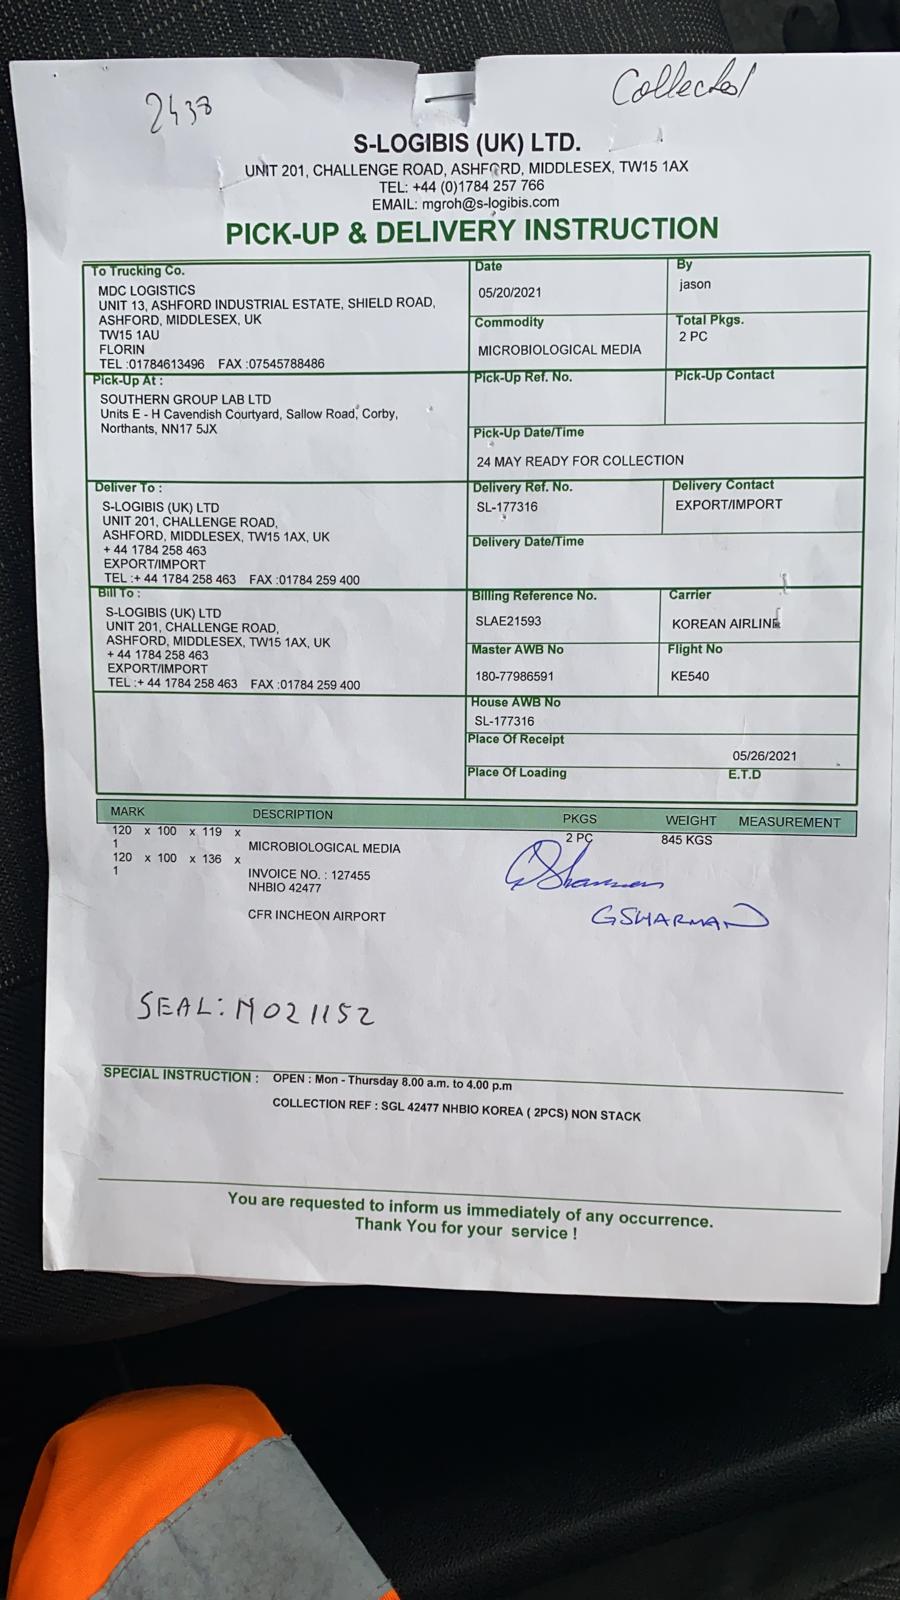 2438
Collected
S-LOGIBIS (UK) LTD.
UNIT 201, CHALLENGE ROAD, ASHFORD, MIDDLESEX, TW15 1AX
TEL: +44 (0)1784 257 766
EMAIL: mgroh@s-logibis.com
PICK-UP & DELIVERY INSTRUCTION
To Trucking Co.
MDC LOGISTICS
UNIT 13, ASHFORD INDUSTRIAL ESTATE, SHIELD ROAD,
ASHFORD, MIDDLESEX, UK
TW15 1AU
FLORIN
TEL :01784613496 FAX :07545788486
Date
05/20/2021
By
jason
Commodity
MICROBIOLOGICAL MEDIA
Total Pkgs.
2 PC
Pick-Up At :
SOUTHERN GROUP LAB LTD
Units E - H Cavendish Courtyard, Sallow Road, Corby,
Northants, NN17 5JX
Pick-Up Ref. No.
Pick-Up Contact
Pick-Up Date/Time
24 MAY READY FOR COLLECTION
Deliver To :
S-LOGIBIS (UK) LTD
UNIT 201, CHALLENGE ROAD,
ASHFORD, MIDDLESEX, TW15 1AX, UK
+ 44 1784 258 463
EXPORT/IMPORT
TEL :+ 44 1784 258 463 FAX :01784 259 400
Delivery Ref. No.
SL-177316
Delivery Contact
EXPORT/IMPORT
Delivery Date/Time
Bill To :
S-LOGIBIS (UK) LTD
UNIT 201, CHALLENGE ROAD,
ASHFORD, MIDDLESEX, TW15 1AX, UK
+ 44 1784 258 463
EXPORT/IMPORT
TEL :+ 44 1784 258 463 FAX :01784 259 400
Billing Reference No.
SLAE21593
Carrier
KOREAN AIRLINE
Master AWB No
180-77986591
Flight No
KE540
House AWB No
SL-177316
Place Of Receipt
05/26/2021
Place Of Loading E.T.D
MARK DESCRIPTION PKGS WEIGHT MEASUREMENT
120 x 100 x 119 x
1
120 x 100 x 136 x
1
MICROBIOLOGICAL MEDIA
2 PC 845 KGS
INVOICE NO. : 127455
NHBIO 42477
CFR INCHEON AIRPORT
GSHARMAN
SEAL: M021152
SPECIAL INSTRUCTION : OPEN : Mon - Thursday 8.00 a.m. to 4.00 p.m
COLLECTION REF : SGL 42477 NHBIO KOREA ( 2PCS) NON STACK
You are requested to inform us immediately of any occurrence.
Thank You for your service !